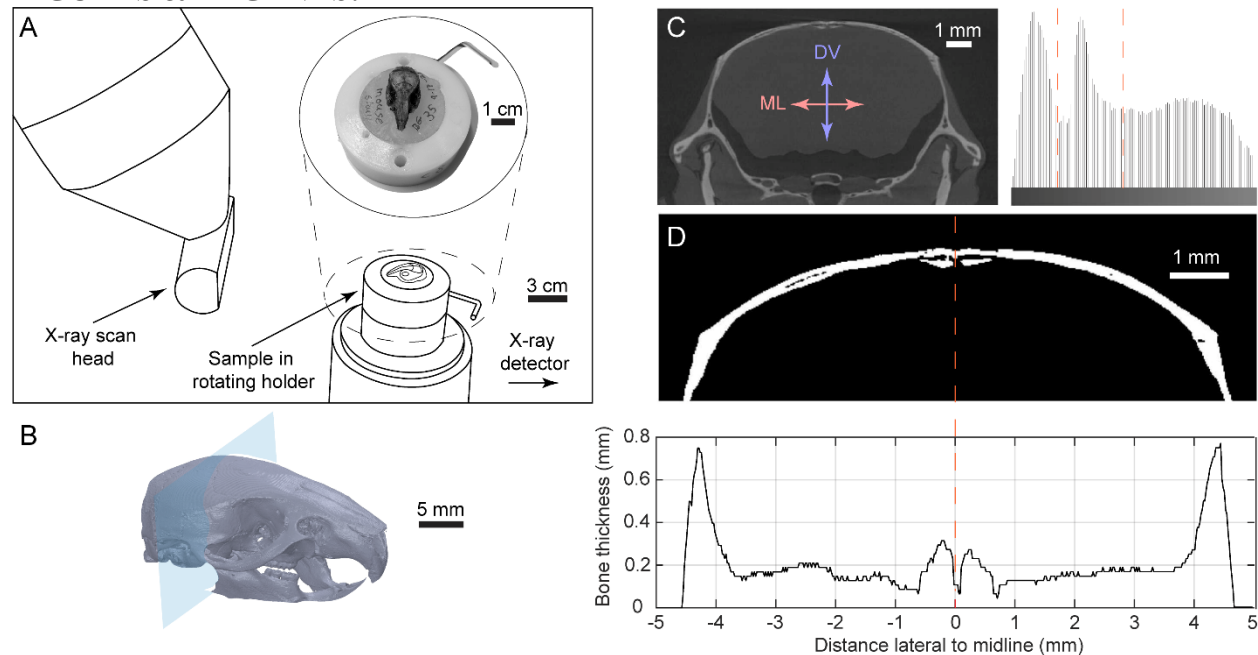 A
1 cm
3 cm
X-ray scan
head
Sample in
rotating holder
X-ray
detector
B
5 mm
C
1 mm
DV
ML
D
1 mm
Bone thickness (mm)
0.8
0.6
0.4
0.2
0
-5 -4 -3 -2 -1 0 1 2 3 4 5
Distance lateral to midline (mm)